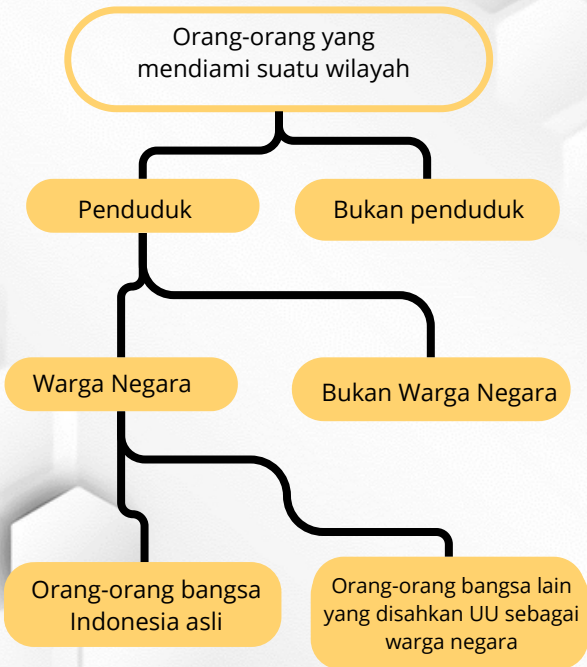 Orang-orang yang
mendiami suatu wilayah
Penduduk
Bukan penduduk
Warga Negara
Bukan Warga Negara
Orang-orang bangsa
Indonesia asli
Orang-orang bangsa lain
yang disahkan UU sebagai
warga negara